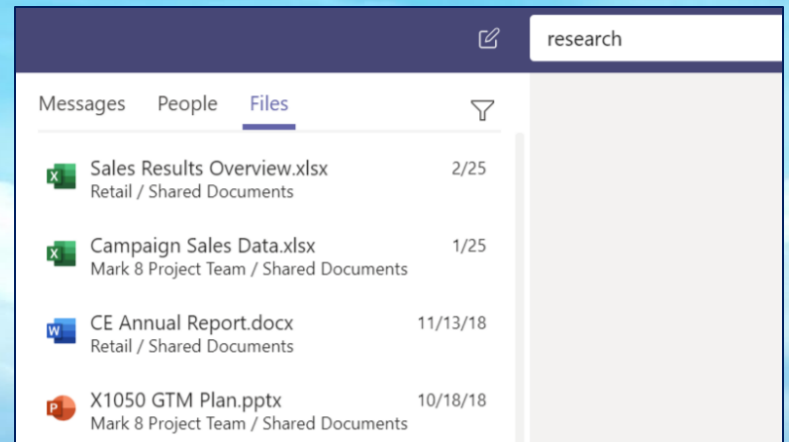 research
Messages People Files
Sales Results Overview.xlsx 2/25
Retail / Shared Documents
Campaign Sales Data.xlsx 1/25
Mark 8 Project Team / Shared Documents
CE Annual Report.docx 11/13/18
Retail / Shared Documents
X1050 GTM Plan.pptx 10/18/18
Mark 8 Project Team / Shared Documents